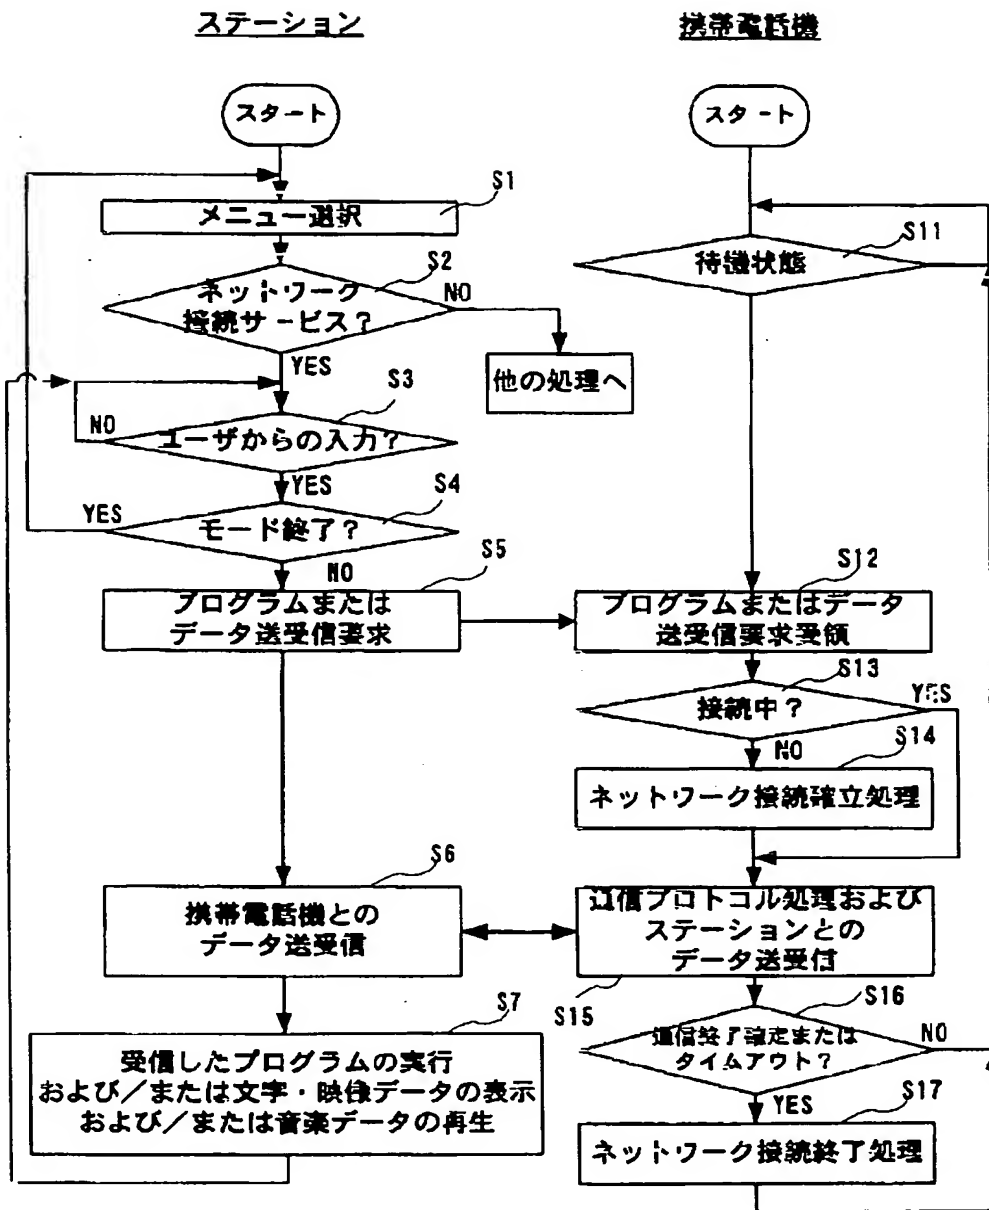 ステーション
スタート
S1
メニュー選択
S2
ネットワーク
接続サービス?
NO
他の処理へ
YES
S3
NO
ユーザからの入力?
YES
S4
YES
モード終了?
NO
S5
プログラムまたは
データ送受信要求
S6
携帯電話機との
データ送受信
S7
受信したプログラムの実行
および/または文字・映像データの表示
および/または音楽データの再生
携帯電話機
スタート
S11
待機状態
S12
プログラムまたはデータ
送受信要求受領
S13
YES
接続中?
NO
S14
ネットワーク接続確立処理
通信プロトコル処理および
ステーションとの
データ送受信
S15
S16
通信終了確定または
タイムアウト?
NO
YES
S17
ネットワーク接続終了処理